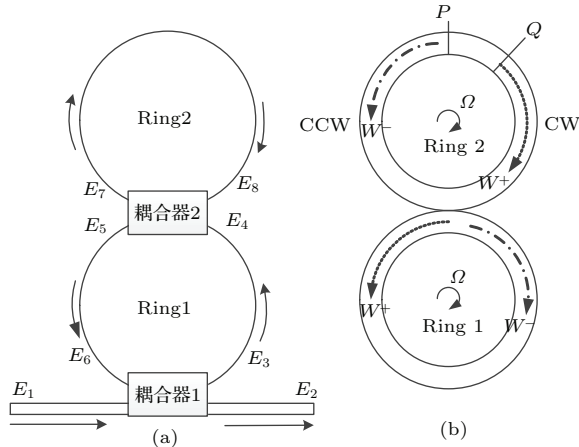 Ring2
E7
E8
耦合器2
E5
E4
Ring1
E6
E3
E1
耦合器1
E2
(a)
P
Q
Ω
CCW
CW
W−
Ring 2
W+
Ω
W+
Ring 1
W−
(b)